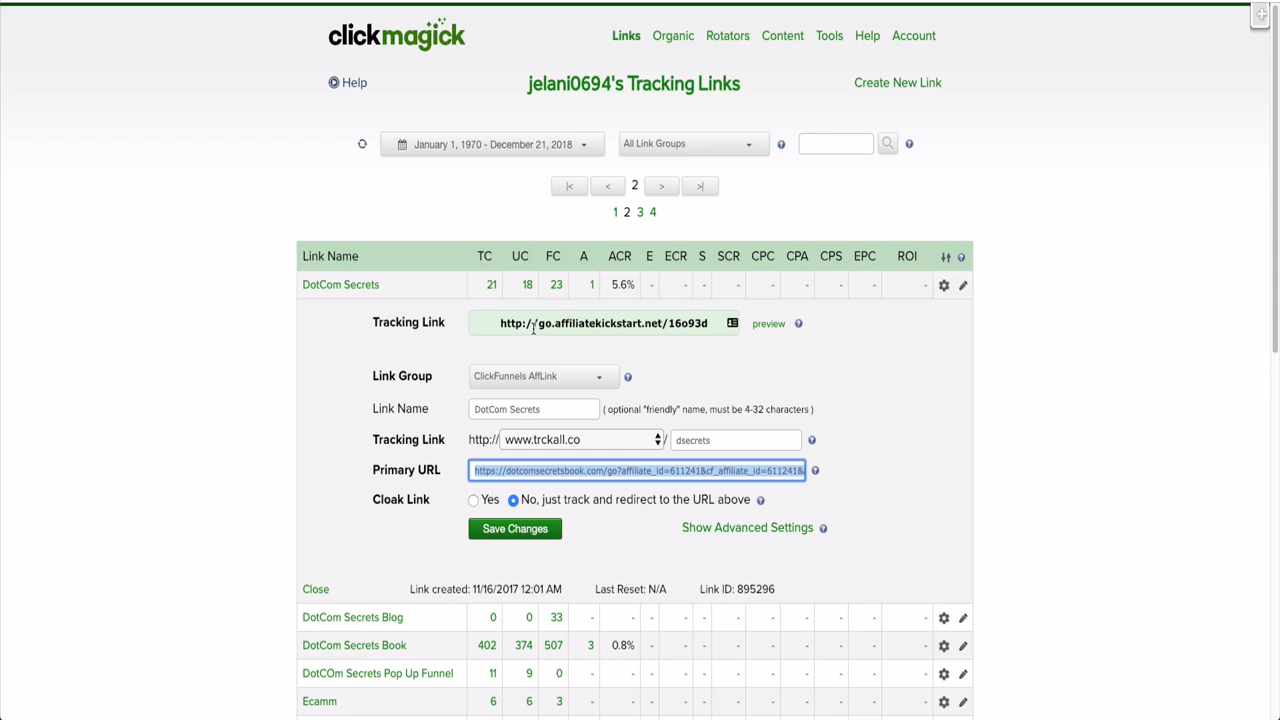 clickmagick
Links Organic Rotators Content Tools Help Account
Help jelani0694's Tracking Links Create New Link
January 1, 1970 - December 21, 2018 All Link Groups
|< < 2 > >|
1 2 3 4
Link Name TC UC FC A ACR E ECR S SCR CPC CPA CPS EPC ROI
DotCom Secrets 21 18 23 1 5.6% - - - - - - - - -
Tracking Link http://go.affiliatekickstart.net/16o93d preview
Link Group ClickFunnels AffLink
Link Name DotCom Secrets ( optional "friendly" name, must be 4-32 characters )
Tracking Link http:// www.trckall.co / dsecrets
Primary URL https://dotcomsecretsbook.com/go?affiliate_id=611241&cf_affiliate_id=611241&
Cloak Link Yes No, just track and redirect to the URL above
Save Changes Show Advanced Settings
Close Link created: 11/16/2017 12:01 AM Last Reset: N/A Link ID: 895296
DotCom Secrets Blog 0 0 33 - - - - - - - - - - -
DotCom Secrets Book 402 374 507 3 0.8% - - - - - - - - -
DotCOm Secrets Pop Up Funnel 11 9 0 - - - - - - - - - - -
Ecamm 6 6 3 - - - - - - - - - - -